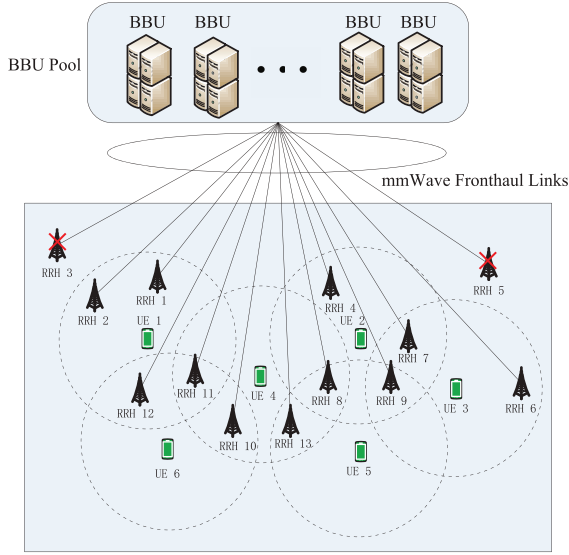 BBU BBU BBU BBU
BBU Pool
mmWave Fronthaul Links
RRH 3
RRH 5
RRH 1
RRH 4
RRH 2
UE 1
UE 2
RRH 7
RRH 11
UE 4
RRH 8
RRH 9
UE 3
RRH 6
RRH 12
RRH 10
RRH 13
UE 6
UE 5